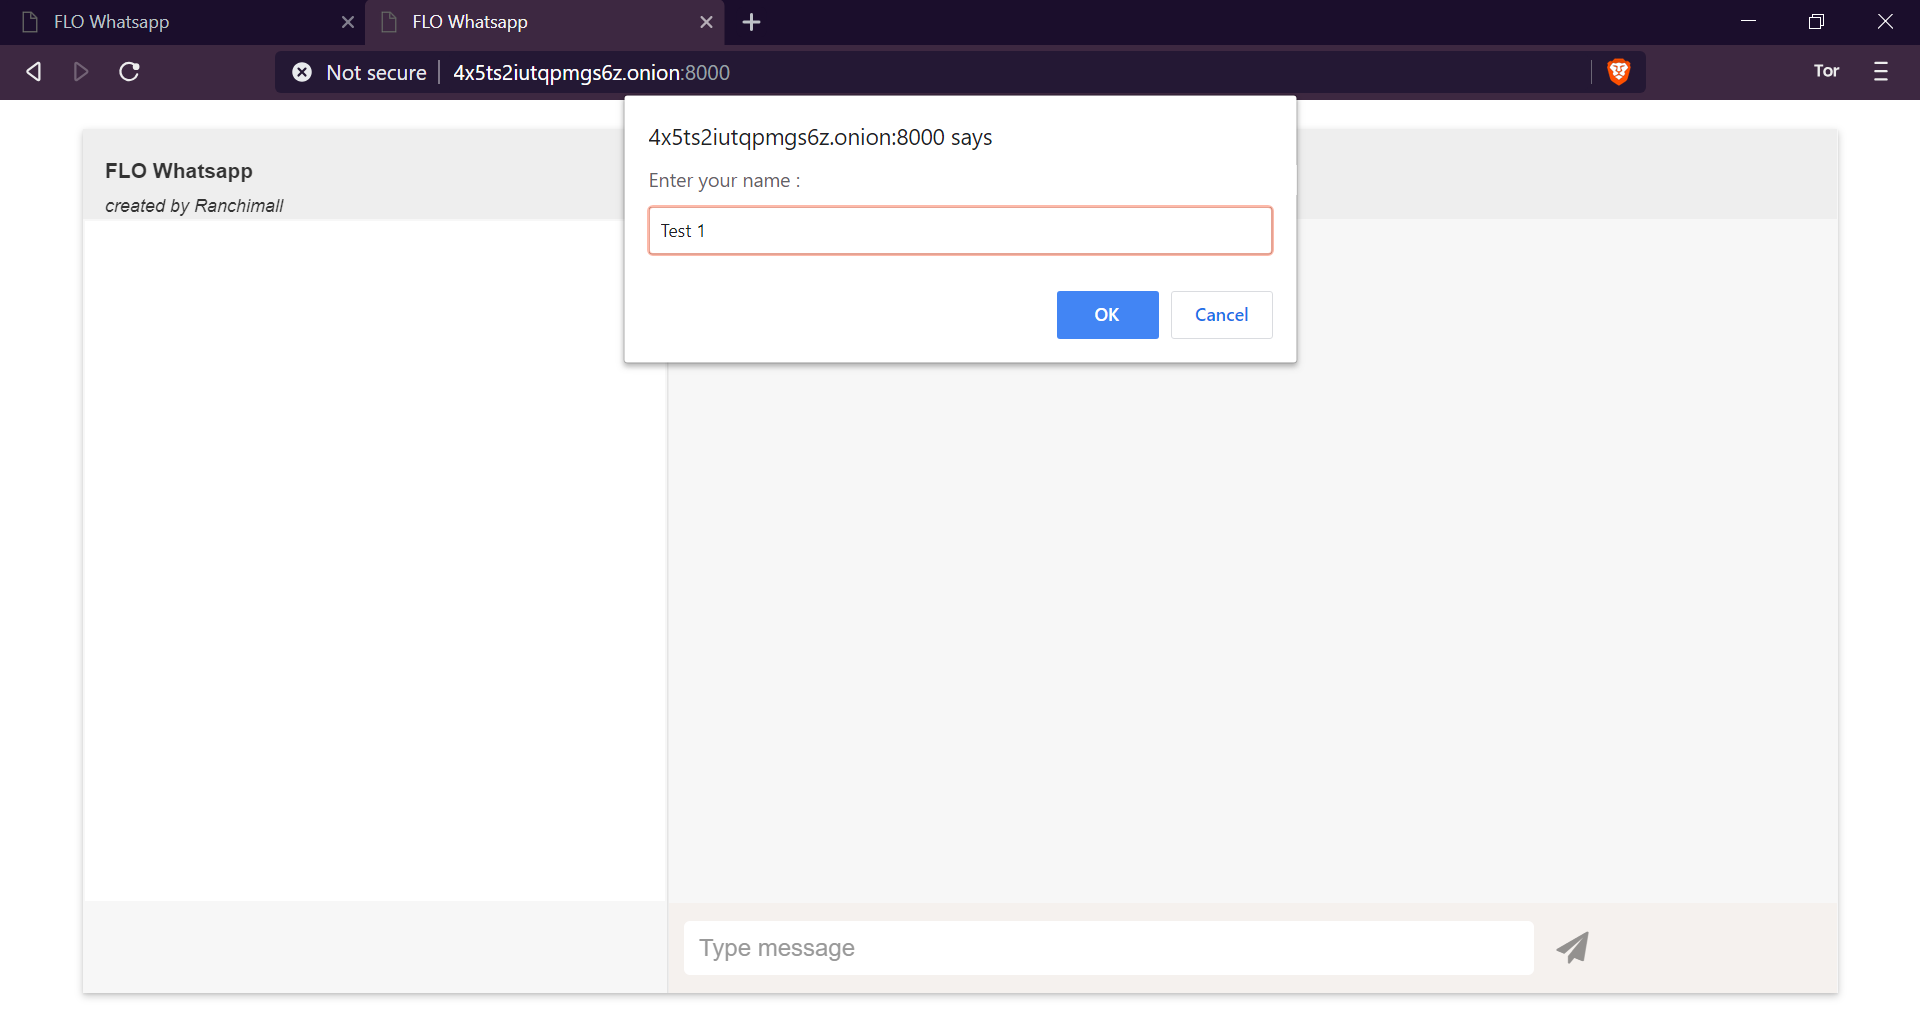 FLO Whatsapp
FLO Whatsapp
Not secure
4x5ts2iutqpmgs6z.onion:8000
Tor
4x5ts2iutqpmgs6z.onion:8000 says
Enter your name :
Test 1
OK
Cancel
FLO Whatsapp
created by Ranchimall
Type message